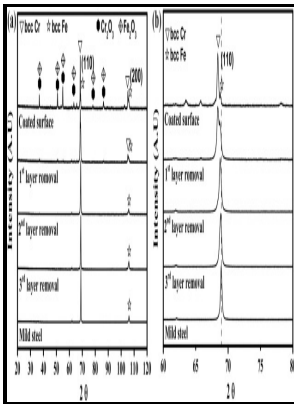 (a)
▽bcc Cr ☆bcc Fe ●Cr₂O₃ Fe₂O₃
(110)
(200)
Coated surface
1st layer removal
2nd layer removal
3rd layer removal
Mild steel
Intensity (A.U)
20 30 40 50 60 70 80 90 100 110 120
2 θ
(b)
▽bcc Cr
☆bcc Fe
(110)
Coated surface
1st layer removal
2nd layer removal
3rd layer removal
Mild steel
Intensity (A.U)
60 65 70 75 80
2 θ